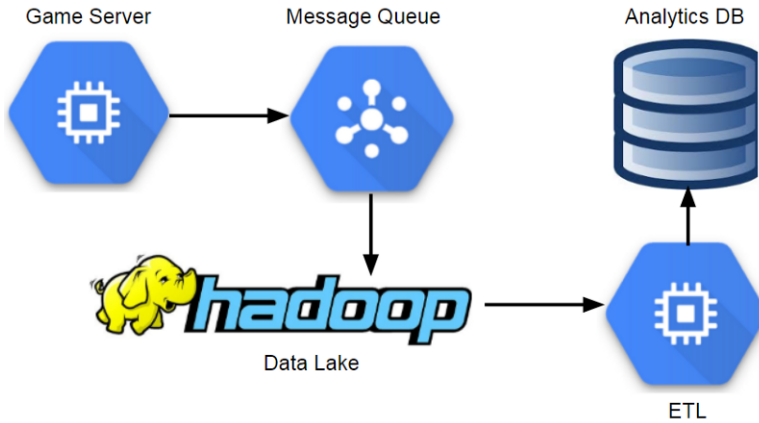 Game Server
Message Queue
Analytics DB
hadoop
Data Lake
ETL